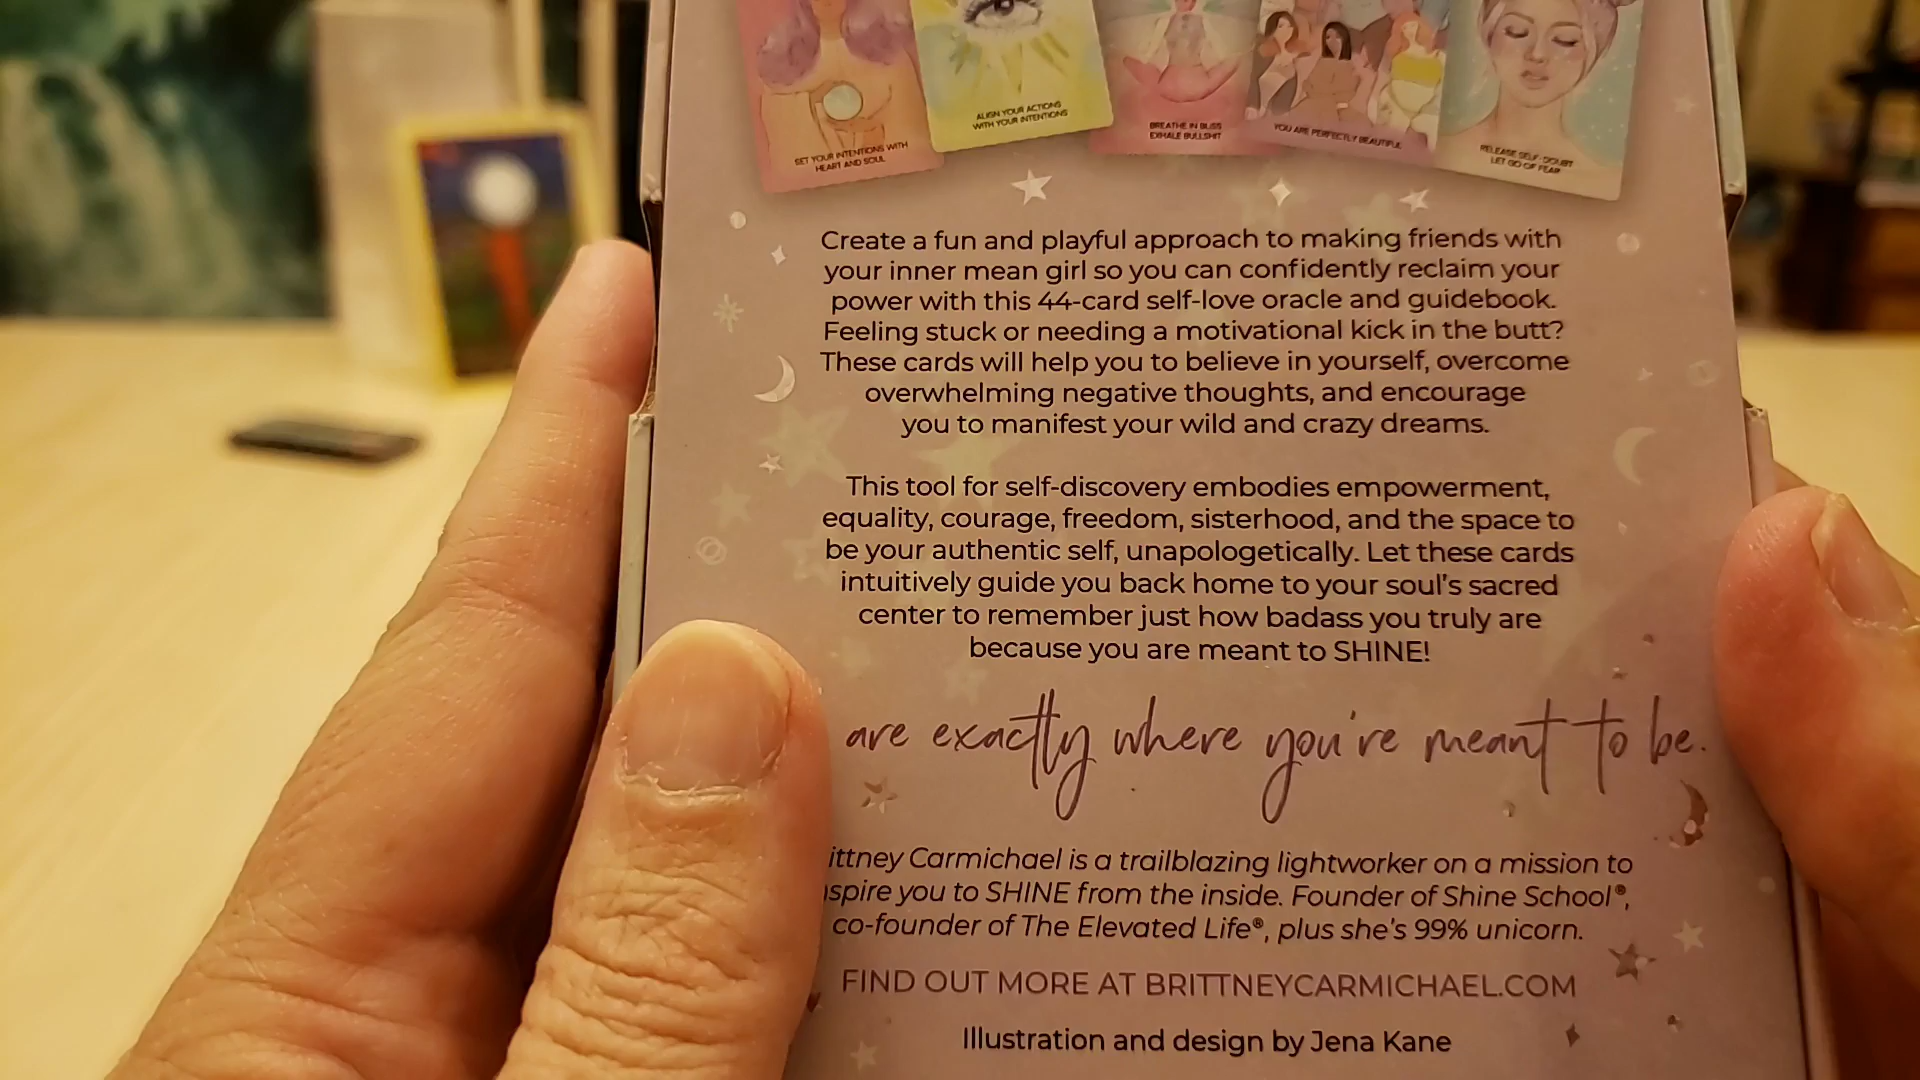 SET YOUR INTENTIONS WITH
HEART AND SOUL
ALIGN YOUR ACTIONS
WITH YOUR INTENTIONS
BREATHE IN BLISS
EXHALE BULLSHIT
YOU ARE PERFECTLY BEAUTIFUL
RELEASE SELF-DOUBT
LET GO OF FEAR
Create a fun and playful approach to making friends with
your inner mean girl so you can confidently reclaim your
power with this 44-card self-love oracle and guidebook.
Feeling stuck or needing a motivational kick in the butt?
These cards will help you to believe in yourself, overcome
overwhelming negative thoughts, and encourage
you to manifest your wild and crazy dreams.
This tool for self-discovery embodies empowerment,
equality, courage, freedom, sisterhood, and the space to
be your authentic self, unapologetically. Let these cards
intuitively guide you back home to your soul's sacred
center to remember just how badass you truly are
because you are meant to SHINE!
are exactly where you're meant to be.
ittney Carmichael is a trailblazing lightworker on a mission to
spire you to SHINE from the inside. Founder of Shine School®,
co-founder of The Elevated Life®, plus she's 99% unicorn.
FIND OUT MORE AT BRITTNEYCARMICHAEL.COM
Illustration and design by Jena Kane